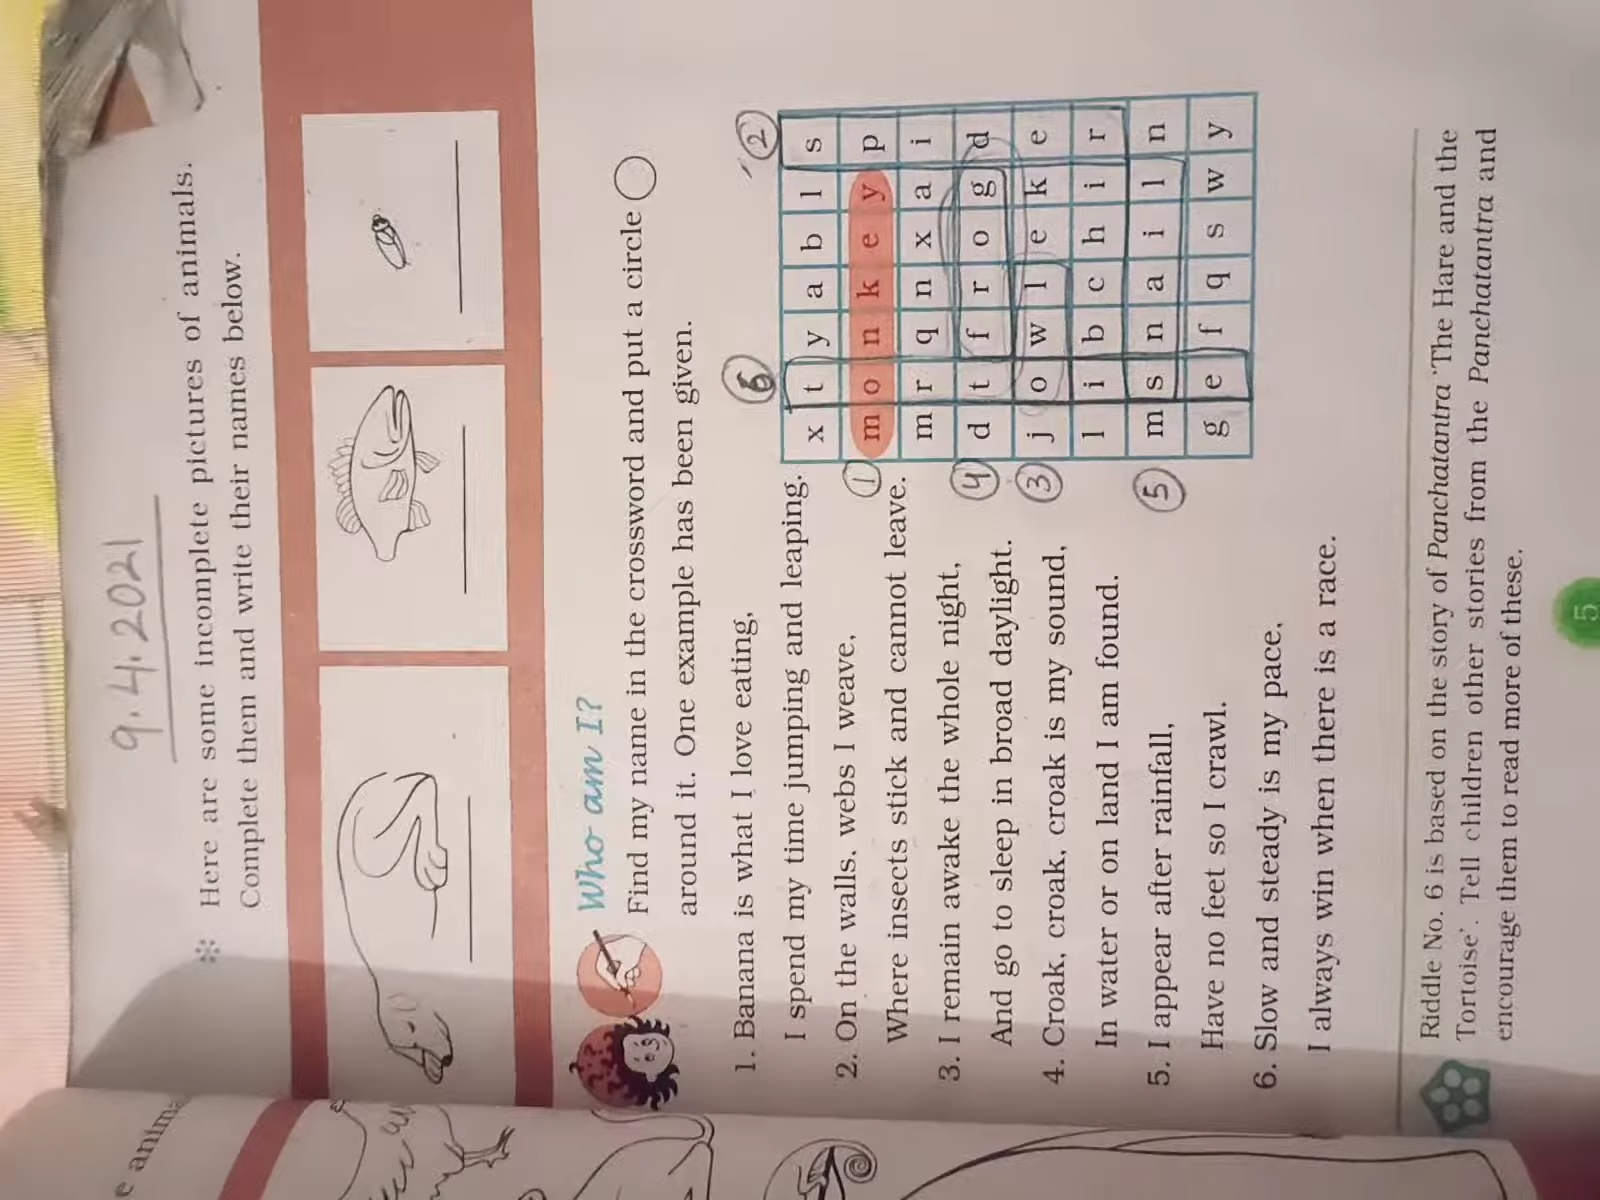 e anima
9.4.2021
Here are some incomplete pictures of animals.
Complete them and write their names below.
Who am I?
Find my name in the crossword and put a circle
around it. One example has been given.
1. Banana is what I love eating,
I spend my time jumping and leaping.
2. On the walls, webs I weave,
Where insects stick and cannot leave.
3. I remain awake the whole night,
And go to sleep in broad daylight.
4. Croak, croak, croak is my sound,
In water or on land I am found.
5. I appear after rainfall,
Have no feet so I crawl.
6. Slow and steady is my pace,
I always win when there is a race.
6 2
x t y a b l s
1 m o n k e y p
m r q n x a i
4 d t f r o g d
3 j o w l e k e
l i b c h i r
5 m s n a i l n
g e f q s w y
Riddle No. 6 is based on the story of Panchatantra 'The Hare and the
Tortoise'. Tell children other stories from the Panchatantra and
encourage them to read more of these.
5